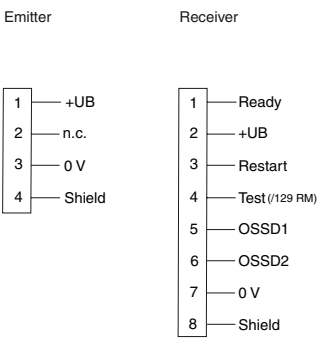 Emitter
1 +UB
2 n.c.
3 0 V
4 Shield
Receiver
1 Ready
2 +UB
3 Restart
4 Test (/129 RM)
5 OSSD1
6 OSSD2
7 0 V
8 Shield